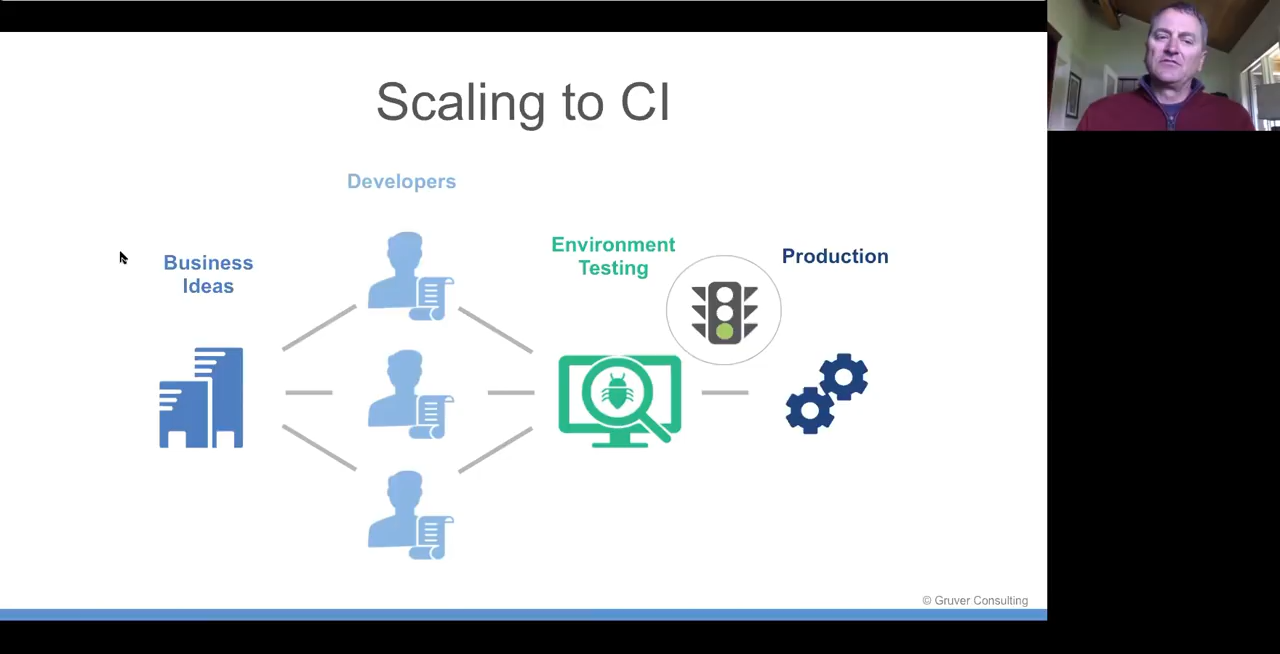 Scaling to CI
Developers
Business
Ideas
Environment
Testing
Production
© Gruver Consulting